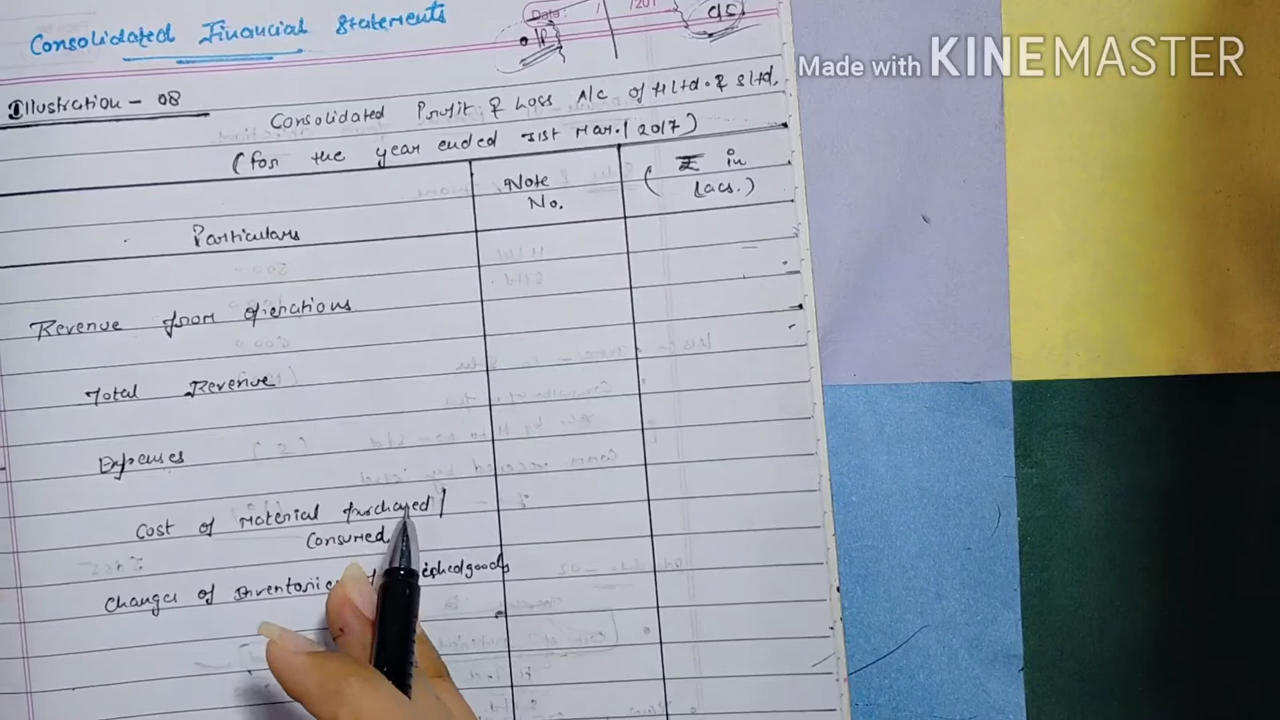 Made with KINEMASTER
Date: / /201
Consolidated Financial Statements
Illustration - 08
Consolidated Profit & Loss A/c of H Ltd. & S Ltd.
(for the year ended 31st Mar. 2017)
Particulars
Note
No.
(₹ in
lacs.)
Revenue from operations
Total Revenue
Expenses
Cost of Material Purchased/
Consumed
Changes of Inventories
goods